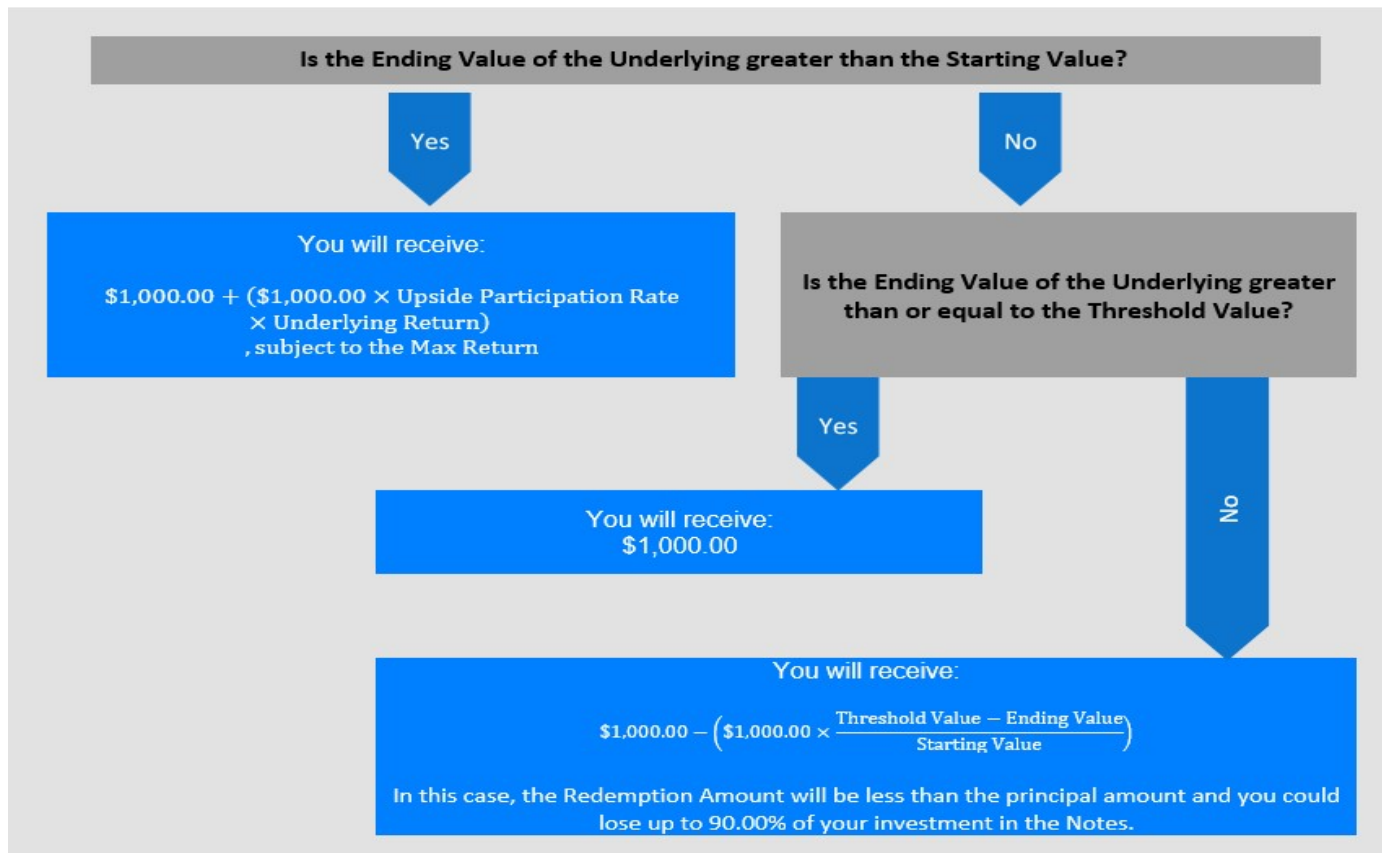 Is the Ending Value of the Underlying greater than the Starting Value?
Yes
No
You will receive:
$1,000.00 + ($1,000.00 × Upside Participation Rate
× Underlying Return)
, subject to the Max Return
Is the Ending Value of the Underlying greater
than or equal to the Threshold Value?
Yes
No
You will receive:
$1,000.00
You will receive:
$1,000.00 − ($1,000.00 × (Threshold Value − Ending Value) / Starting Value)
In this case, the Redemption Amount will be less than the principal amount and you could
lose up to 90.00% of your investment in the Notes.